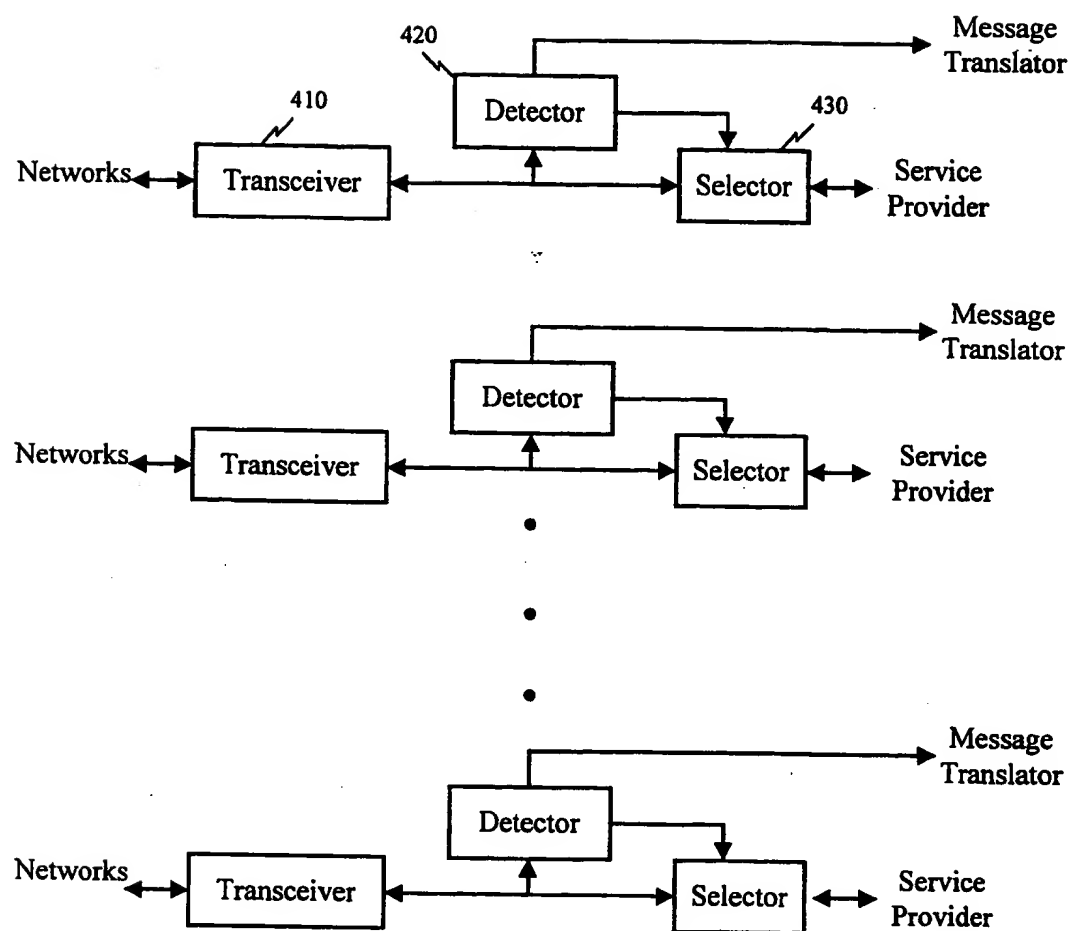 420
Message
Translator
Detector
410
430
Networks
Transceiver
Selector
Service
Provider
Message
Translator
Detector
Networks
Transceiver
Selector
Service
Provider
Message
Translator
Detector
Networks
Transceiver
Selector
Service
Provider